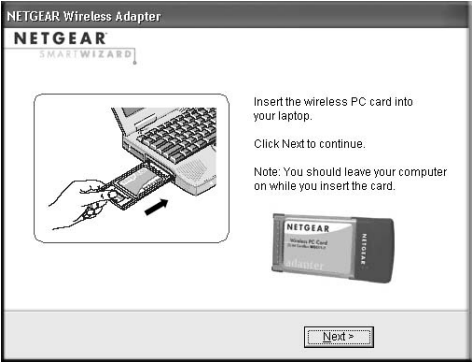 NETGEAR Wireless Adapter
NETGEAR
SMARTWIZARD
Insert the wireless PC card into
your laptop.
Click Next to continue.
Note: You should leave your computer
on while you insert the card.
NETGEAR
Wireless PC Card
NETGEAR
adapter
Next >